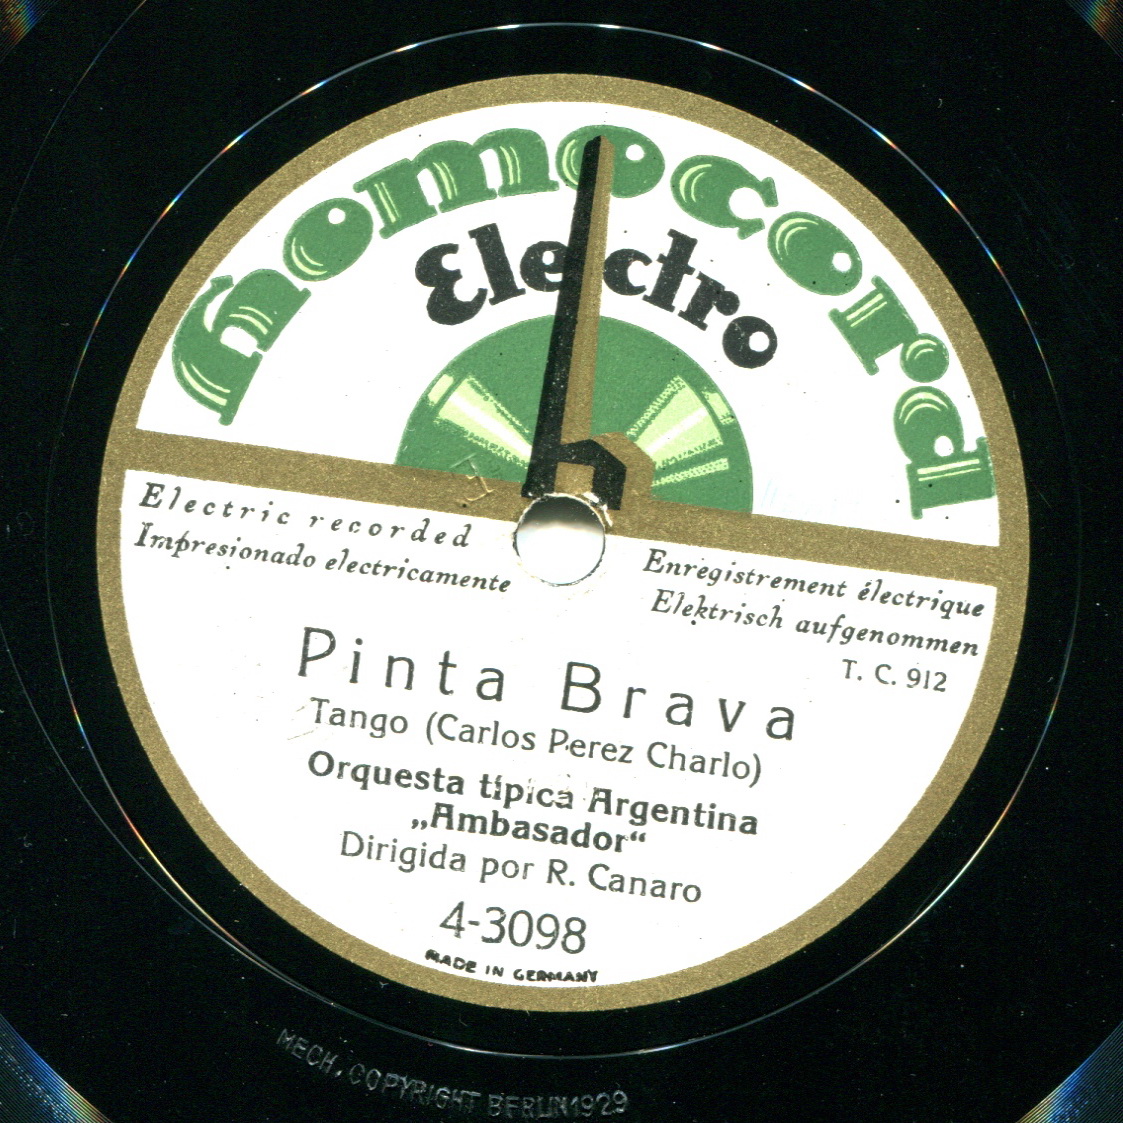 homocord
Electro
Electric recorded
Impresionado electricamente
Enregistrement électrique
Elektrisch aufgenommen
T. C. 912
Pinta Brava
Tango (Carlos Perez Charlo)
Orquesta típica Argentina
„Ambasador“
Dirigida por R. Canaro
4-3098
MADE IN GERMANY
MECH. COPYRIGHT BERLIN 1929